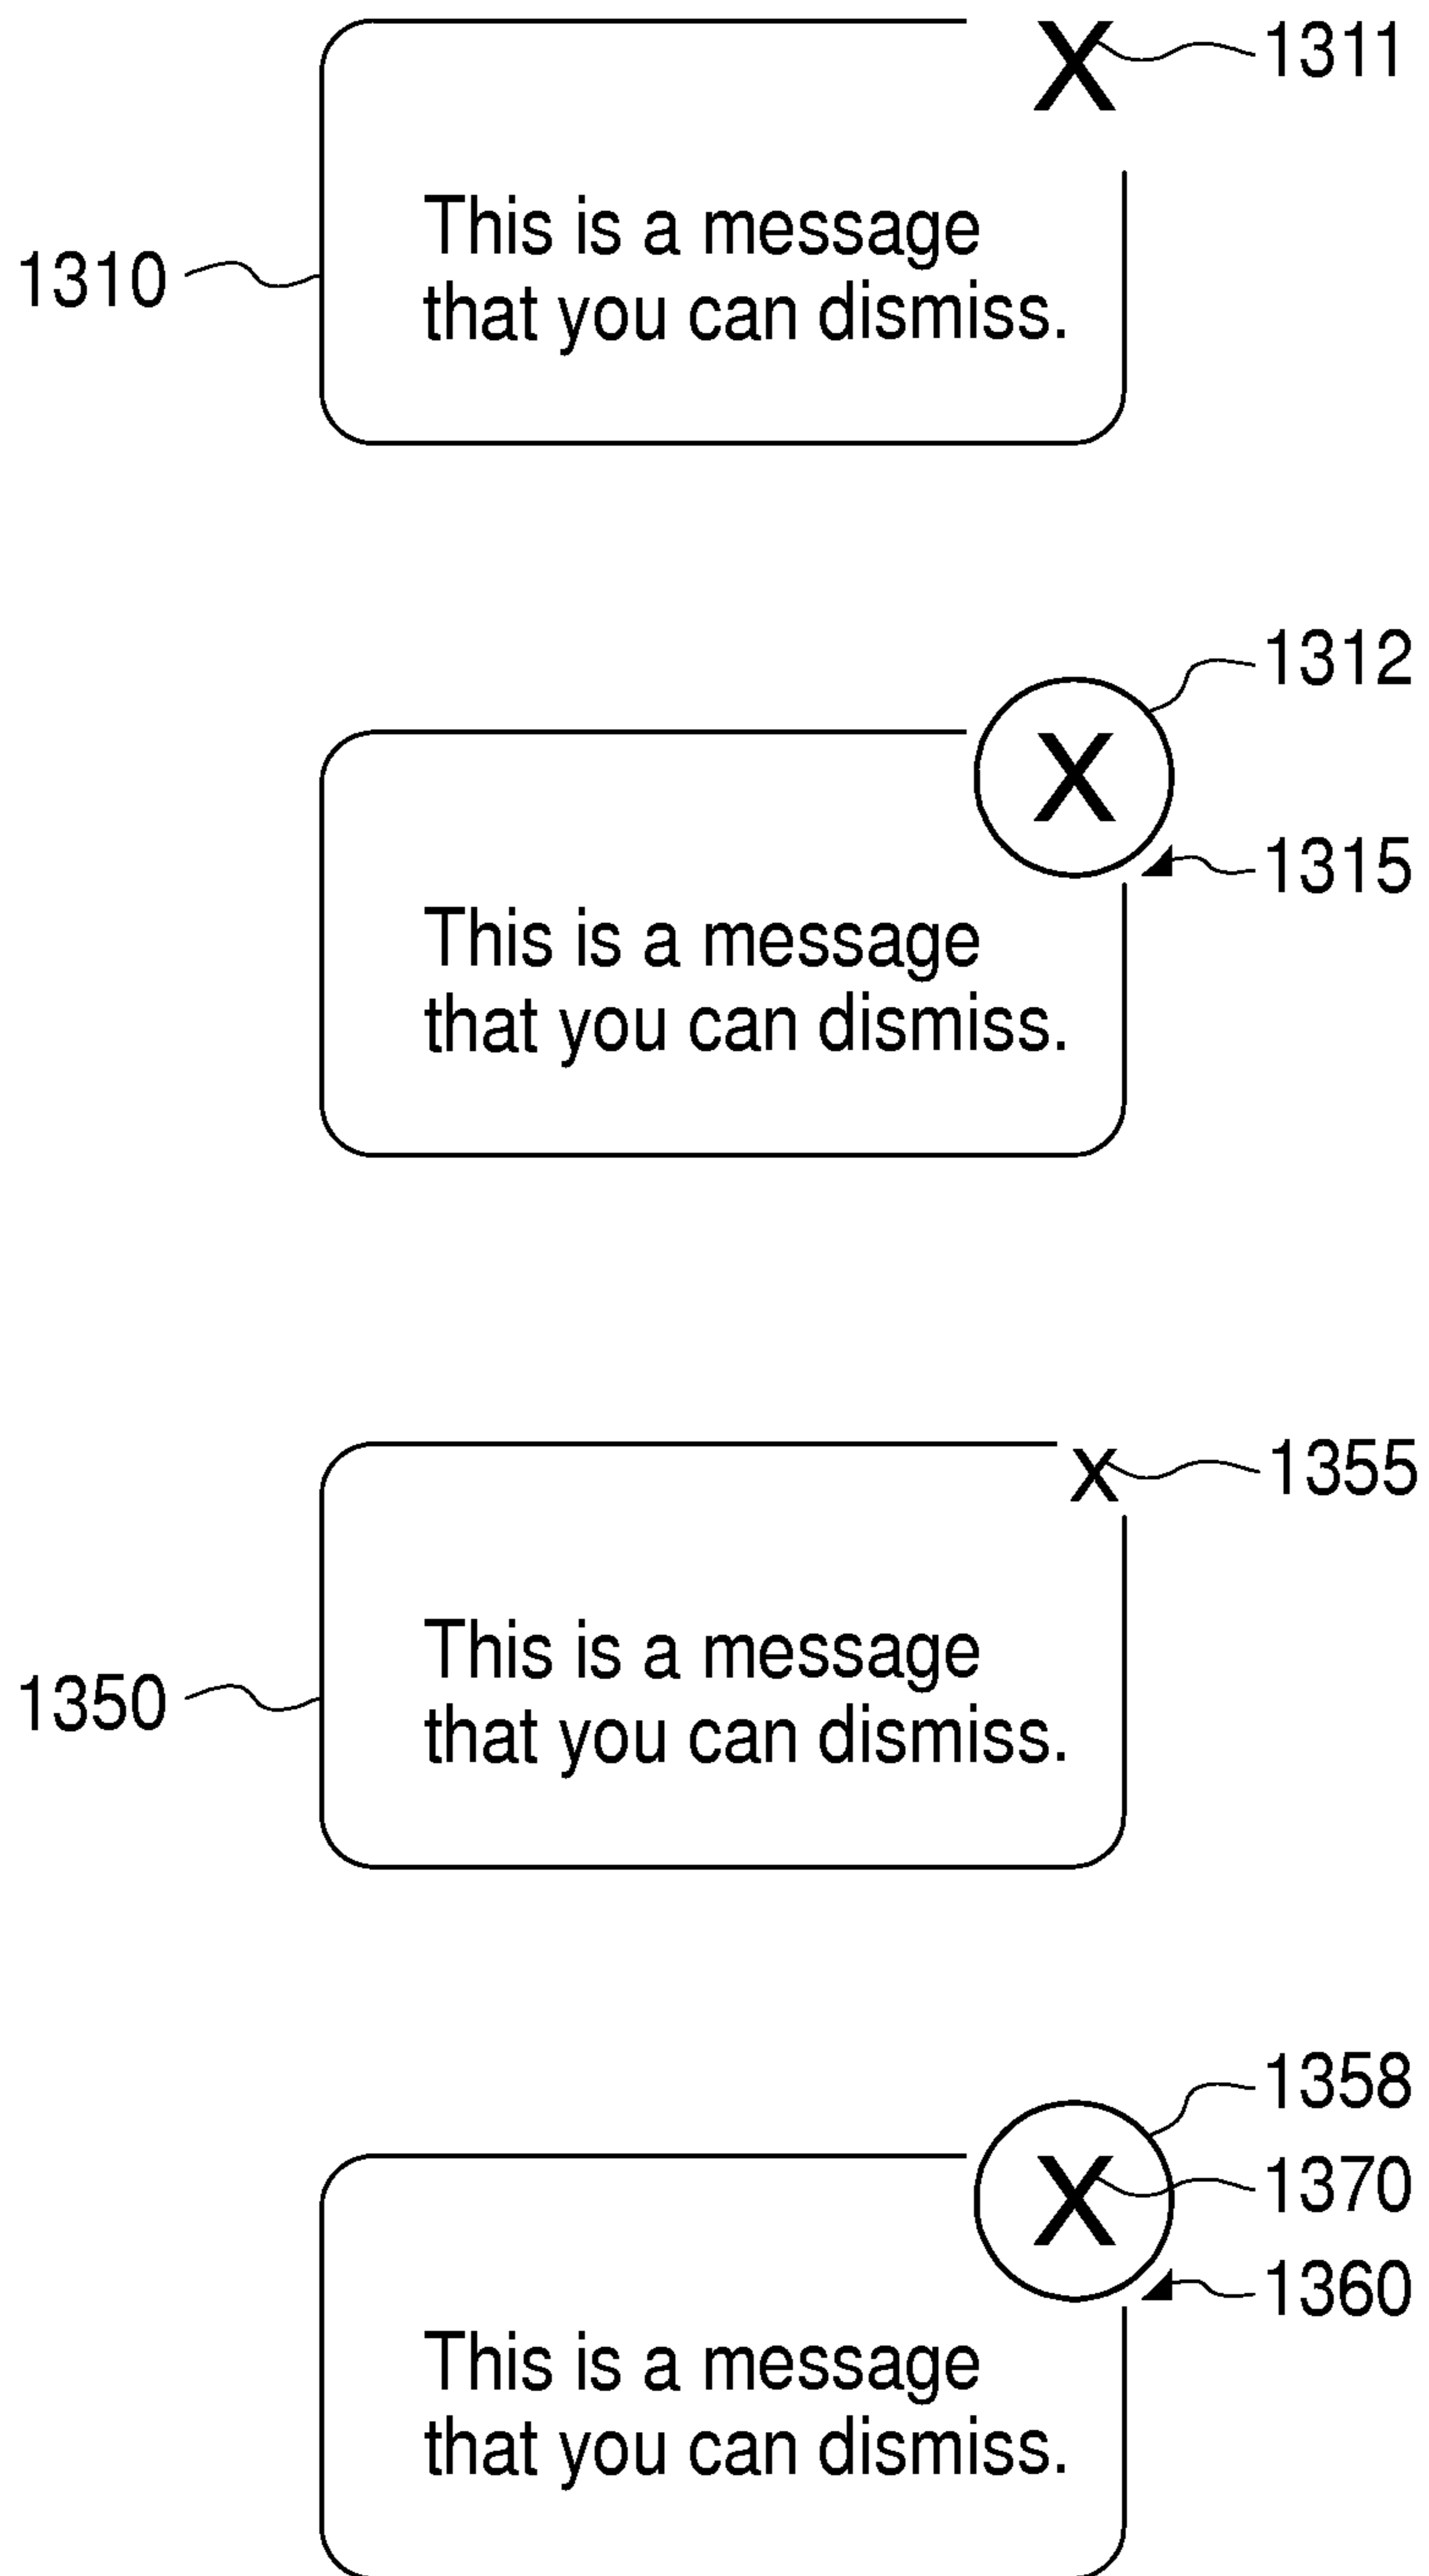 X 1311
This is a message
1310
that you can dismiss.
1312
X
1315
This is a message
that you can dismiss.
x 1355
This is a message
1350
that you can dismiss.
1358
X 1370
1360
This is a message
that you can dismiss.